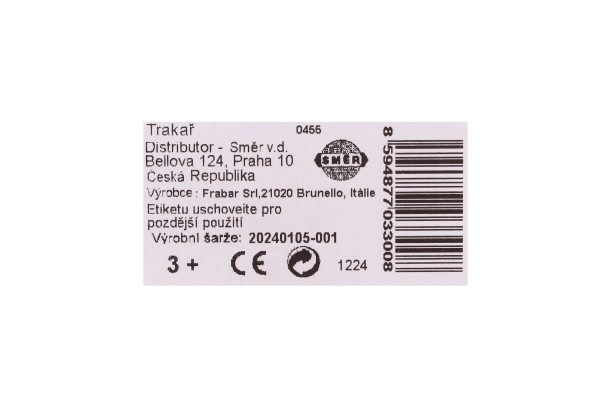 Trakař 0455
Distributor - Směr v.d.
Bellova 124, Praha 10
Česká Republika
SMĚR
Výrobce : Frabar Srl,21020 Brunello, Itàlie
Etiketu uschoveite pro
pozdější použití
Výrobní šarže: 20240105-001
3 + CE 1224
8 594877 033008